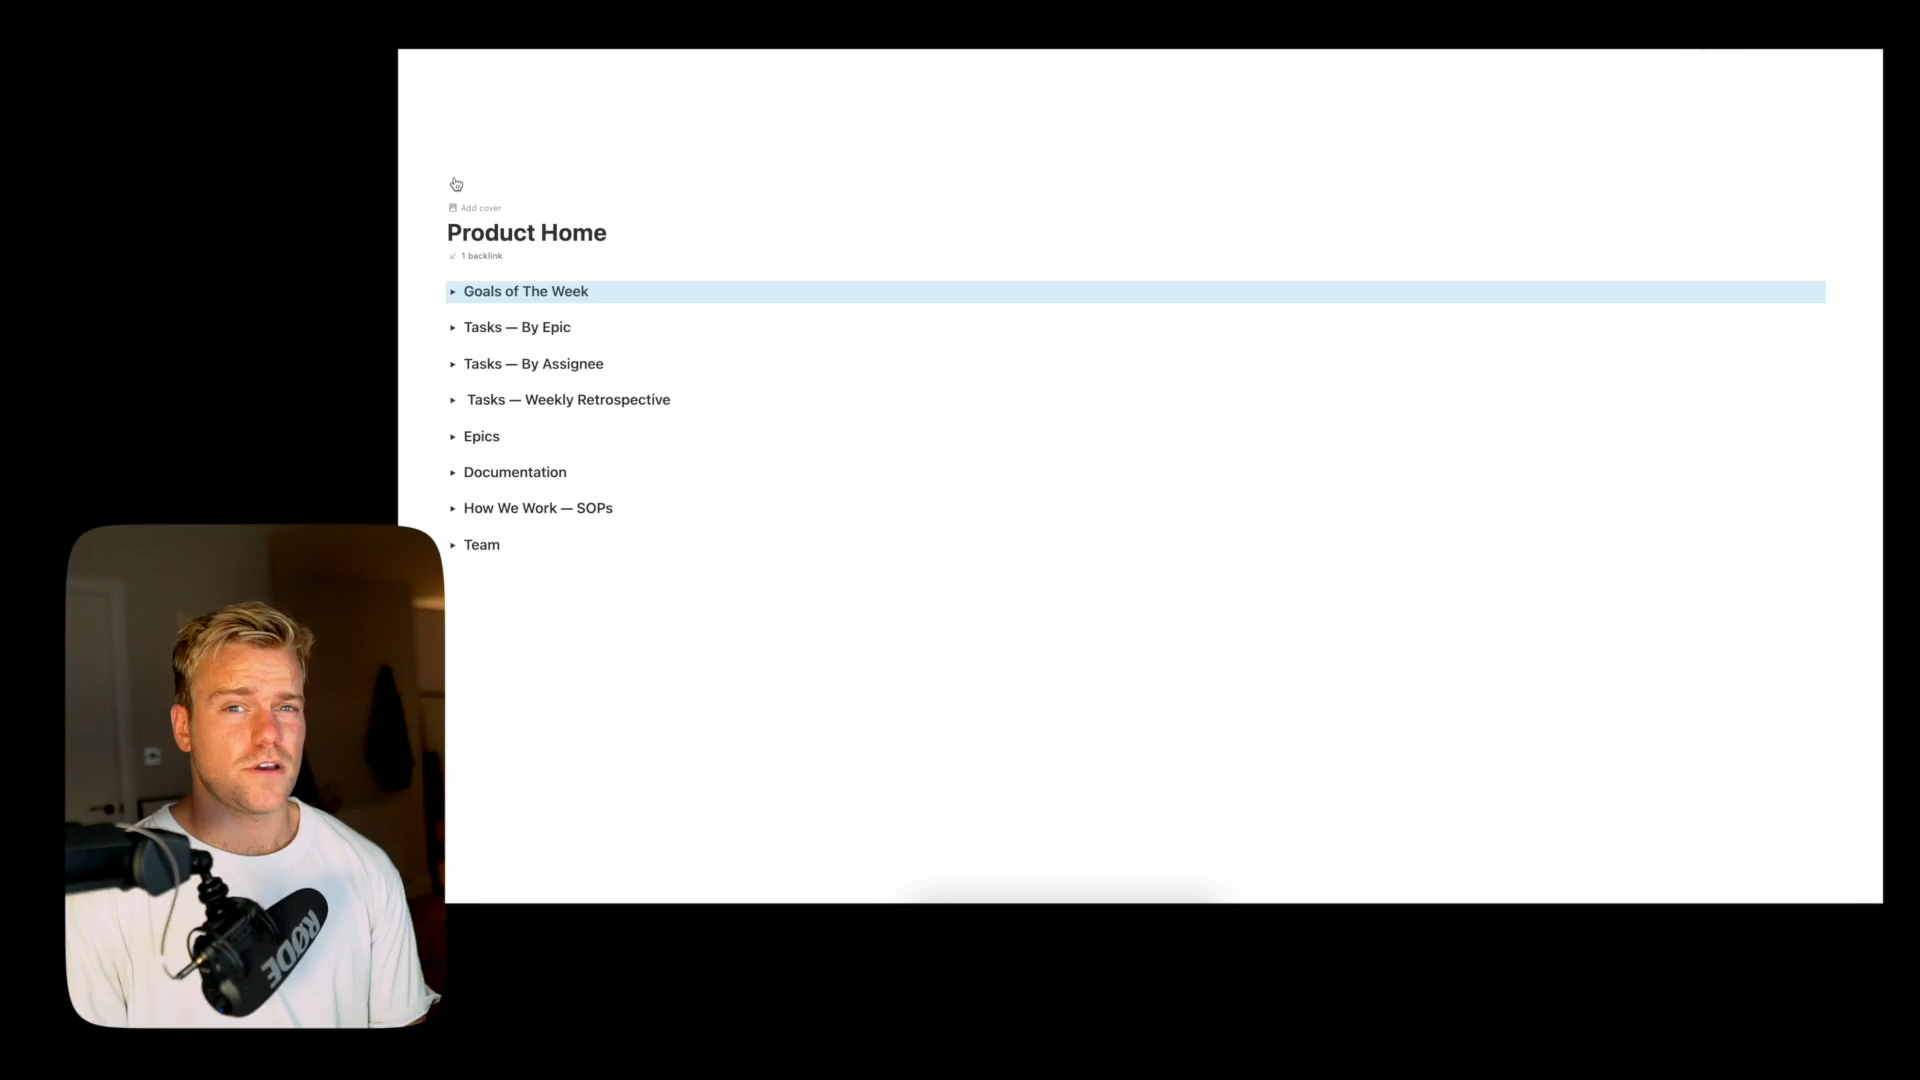 Add cover
Product Home
1 backlink
Goals of The Week
Tasks — By Epic
Tasks — By Assignee
Tasks — Weekly Retrospective
Epics
Documentation
How We Work — SOPs
Team
RØDE